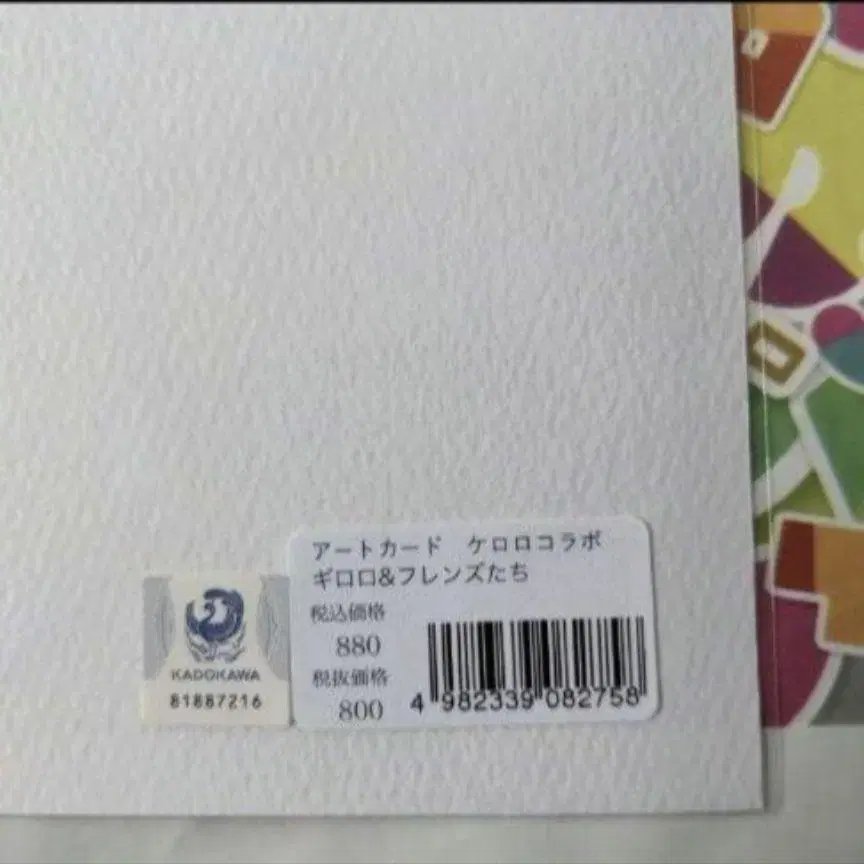 アートカード ケロロコラボ
ギロロ&フレンズたち
税込価格
880
税抜価格
800
4 982339 082758
KADOKAWA
81887216